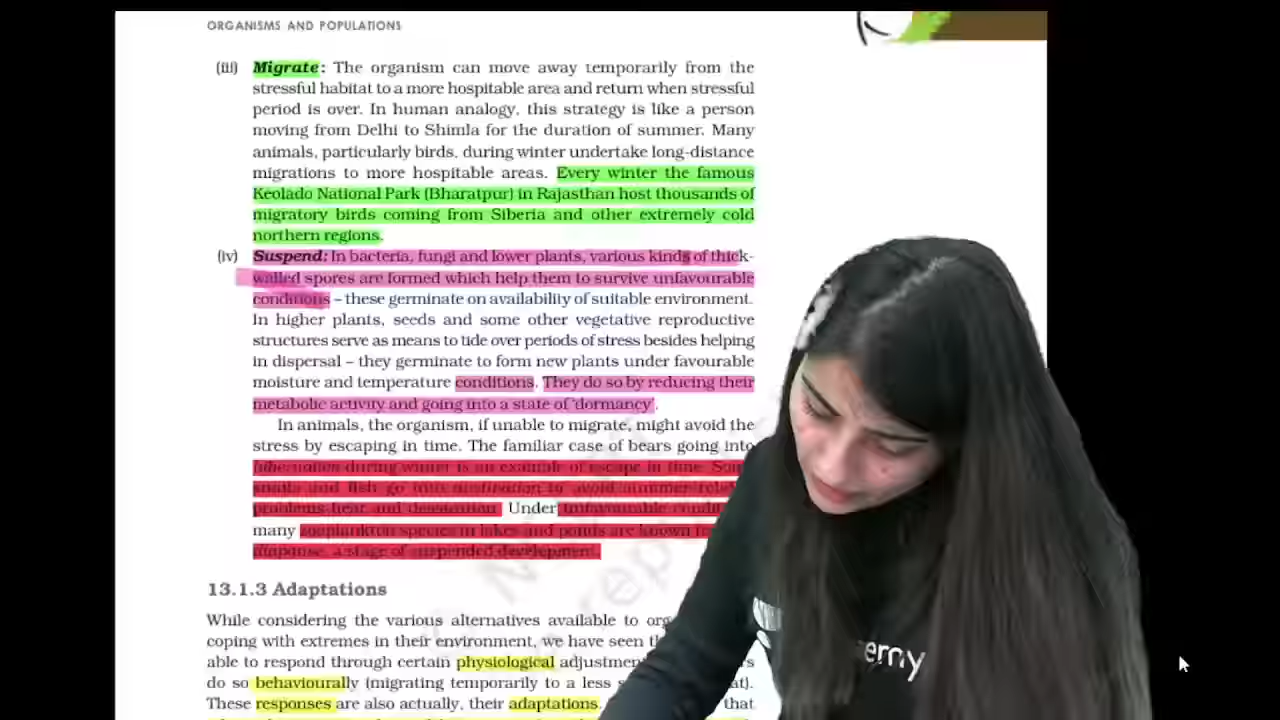 ORGANISMS AND POPULATIONS
(iii) Migrate: The organism can move away temporarily from the
stressful habitat to a more hospitable area and return when stressful
period is over. In human analogy, this strategy is like a person
moving from Delhi to Shimla for the duration of summer. Many
animals, particularly birds, during winter undertake long-distance
migrations to more hospitable areas. Every winter the famous
Keolado National Park (Bharatpur) in Rajasthan host thousands of
migratory birds coming from Siberia and other extremely cold
northern regions.
(iv) Suspend: In bacteria, fungi and lower plants, various kinds of thick-
walled spores are formed which help them to survive unfavourable
conditions – these germinate on availability of suitable environment.
In higher plants, seeds and some other vegetative reproductive
structures serve as means to tide over periods of stress besides helping
in dispersal – they germinate to form new plants under favourable
moisture and temperature conditions. They do so by reducing their
metabolic activity and going into a state of 'dormancy'.
In animals, the organism, if unable to migrate, might avoid the
stress by escaping in time. The familiar case of bears going into
hibernation during winter is an example of escape in time. Some
snails and fish go into aestivation to avoid summer-rela
problems-heat and desiccation. Under unfavourable condit
many zooplankton species in lakes and ponds are known
diapause, a stage of suspended development.
13.1.3 Adaptations
While considering the various alternatives available to org
coping with extremes in their environment, we have seen th
able to respond through certain physiological adjustmen rs
do so behaviourally (migrating temporarily to a less s at).
These responses are also actually, their adaptations. that
emy